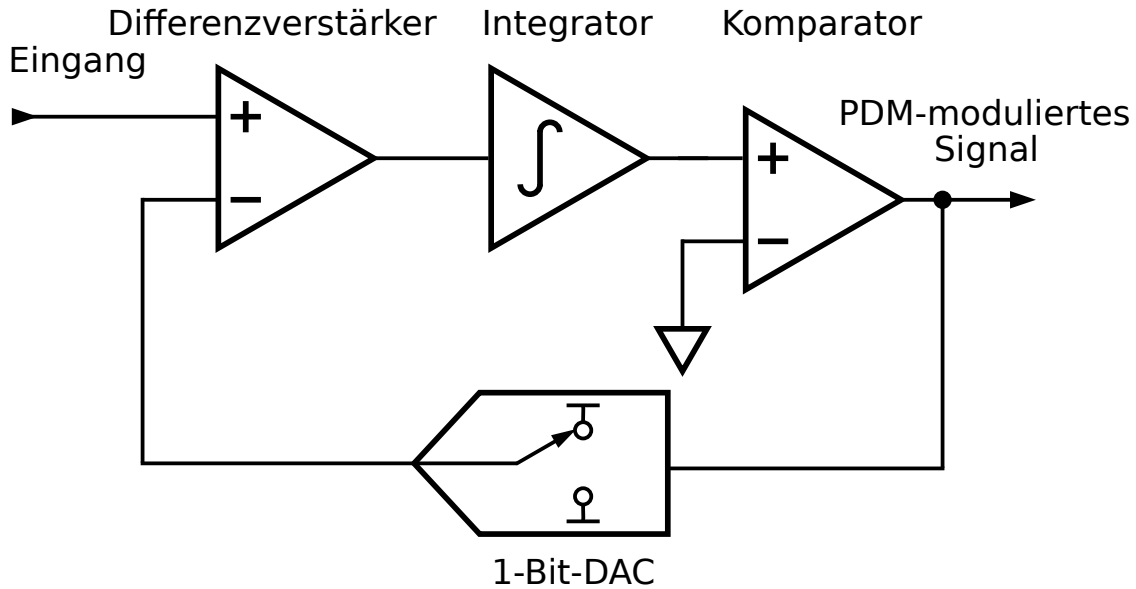 Differenzverstärker
Integrator
Komparator
Eingang
PDM-moduliertes
Signal
+
−
∫
+
−
1-Bit-DAC